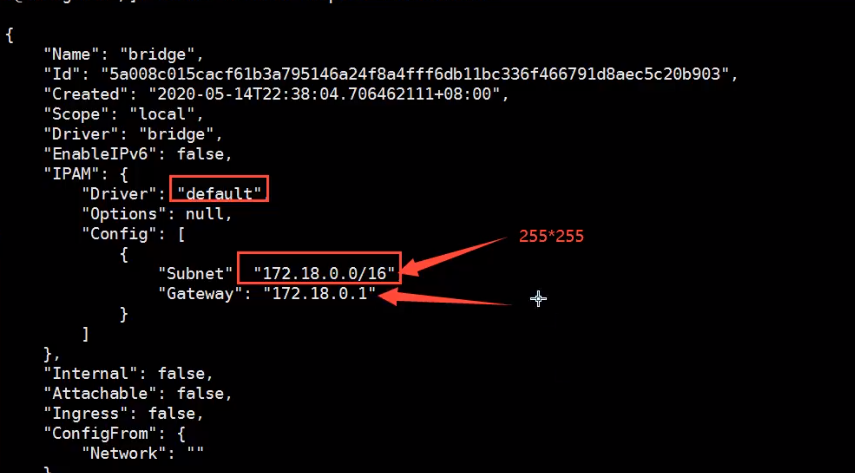 {
"Name": "bridge",
"Id": "5a008c015cacf61b3a795146a24f8a4fff6db11bc336f466791d8aec5c20b903",
"Created": "2020-05-14T22:38:04.706462111+08:00",
"Scope": "local",
"Driver": "bridge",
"EnableIPv6": false,
"IPAM": {
"Driver": "default"
"Options": null,
"Config": [
255*255
{
"Subnet" "172.18.0.0/16"
"Gateway": "172.18.0.1"
}
]
},
"Internal": false,
"Attachable": false,
"Ingress": false,
"ConfigFrom": {
"Network": ""